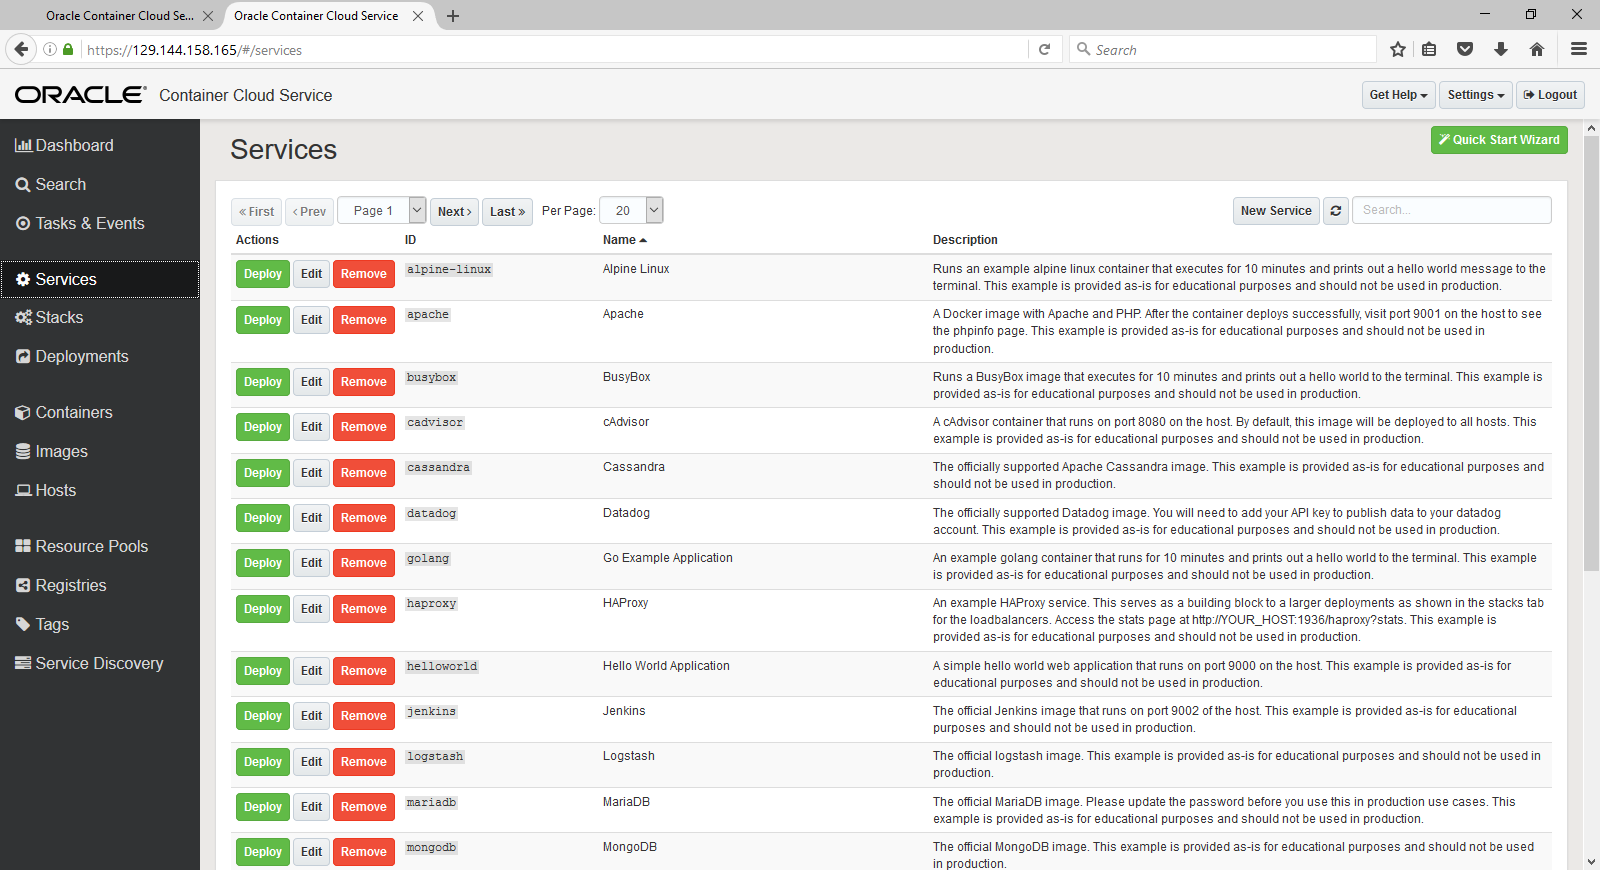 Oracle Container Cloud Se...
Oracle Container Cloud Service
https://129.144.158.165/#/services
Search
ORACLE Container Cloud Service
Get Help
Settings
Logout
Dashboard
Search
Tasks & Events
Services
Stacks
Deployments
Containers
Images
Hosts
Resource Pools
Registries
Tags
Service Discovery
Services
Quick Start Wizard
« First
‹ Prev
Page 1
Next ›
Last »
Per Page:
20
New Service
Search...
Actions ID Name Description
Deploy Edit Remove alpine-linux Alpine Linux Runs an example alpine linux container that executes for 10 minutes and prints out a hello world message to the
terminal. This example is provided as-is for educational purposes and should not be used in production.
Deploy Edit Remove apache Apache A Docker image with Apache and PHP. After the container deploys successfully, visit port 9001 on the host to see
the phpinfo page. This example is provided as-is for educational purposes and should not be used in
production.
Deploy Edit Remove busybox BusyBox Runs a BusyBox image that executes for 10 minutes and prints out a hello world to the terminal. This example is
provided as-is for educational purposes and should not be used in production.
Deploy Edit Remove cadvisor cAdvisor A cAdvisor container that runs on port 8080 on the host. By default, this image will be deployed to all hosts. This
example is provided as-is for educational purposes and should not be used in production.
Deploy Edit Remove cassandra Cassandra The officially supported Apache Cassandra image. This example is provided as-is for educational purposes and
should not be used in production.
Deploy Edit Remove datadog Datadog The officially supported Datadog image. You will need to add your API key to publish data to your datadog
account. This example is provided as-is for educational purposes and should not be used in production.
Deploy Edit Remove golang Go Example Application An example golang container that runs for 10 minutes and prints out a hello world to the terminal. This example
is provided as-is for educational purposes and should not be used in production.
Deploy Edit Remove haproxy HAProxy An example HAProxy service. This serves as a building block to a larger deployments as shown in the stacks tab
for the loadbalancers. Access the stats page at http://YOUR_HOST:1936/haproxy?stats. This example is
provided as-is for educational purposes and should not be used in production.
Deploy Edit Remove helloworld Hello World Application A simple hello world web application that runs on port 9000 on the host. This example is provided as-is for
educational purposes and should not be used in production.
Deploy Edit Remove jenkins Jenkins The official Jenkins image that runs on port 9002 of the host. This example is provided as-is for educational
purposes and should not be used in production.
Deploy Edit Remove logstash Logstash The official logstash image. This example is provided as-is for educational purposes and should not be used in
production.
Deploy Edit Remove mariadb MariaDB The official MariaDB image. Please update the password before you use this in production use cases. This
example is provided as-is for educational purposes and should not be used in production.
Deploy Edit Remove mongodb MongoDB The official MongoDB image. This example is provided as-is for educational purposes and should not be used
in production.